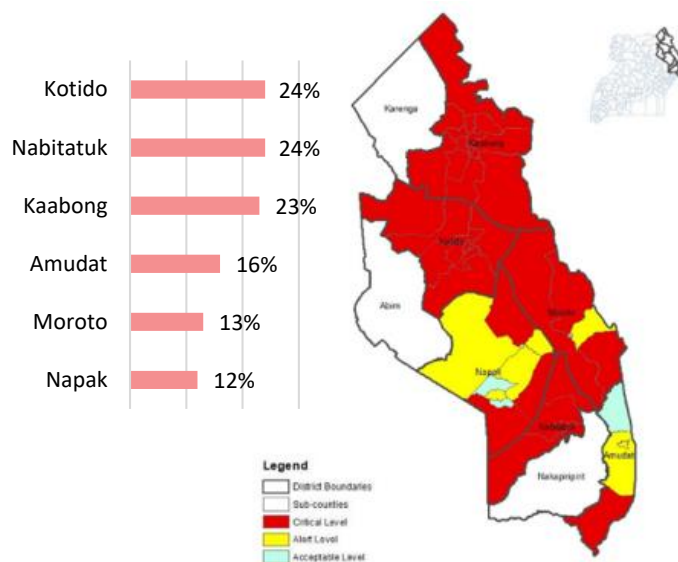 Kotido
24%
Nabitatuk
24%
Kaabong
23%
Amudat
16%
Moroto
13%
Napak
12%
Karenga
Kaabong
Kotido
Abim
Moroto
Napak
Amudat
Nakapiripirit
Legend
District Boundaries
Sub-counties
Critical Level
Alert Level
Acceptable Level